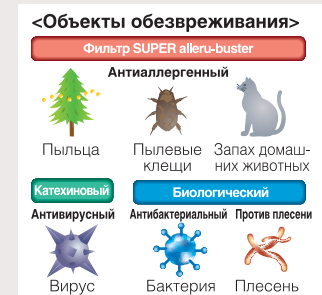 <Объекты обезвреживания>
Фильтр SUPER alleru-buster
Антиаллергенный
Пыльца
Пылевые
клещи
Запах домаш-
них животных
Катехиновый
Биологический
Антивирусный
Антибактериальный
Против плесени
Вирус
Бактерия
Плесень